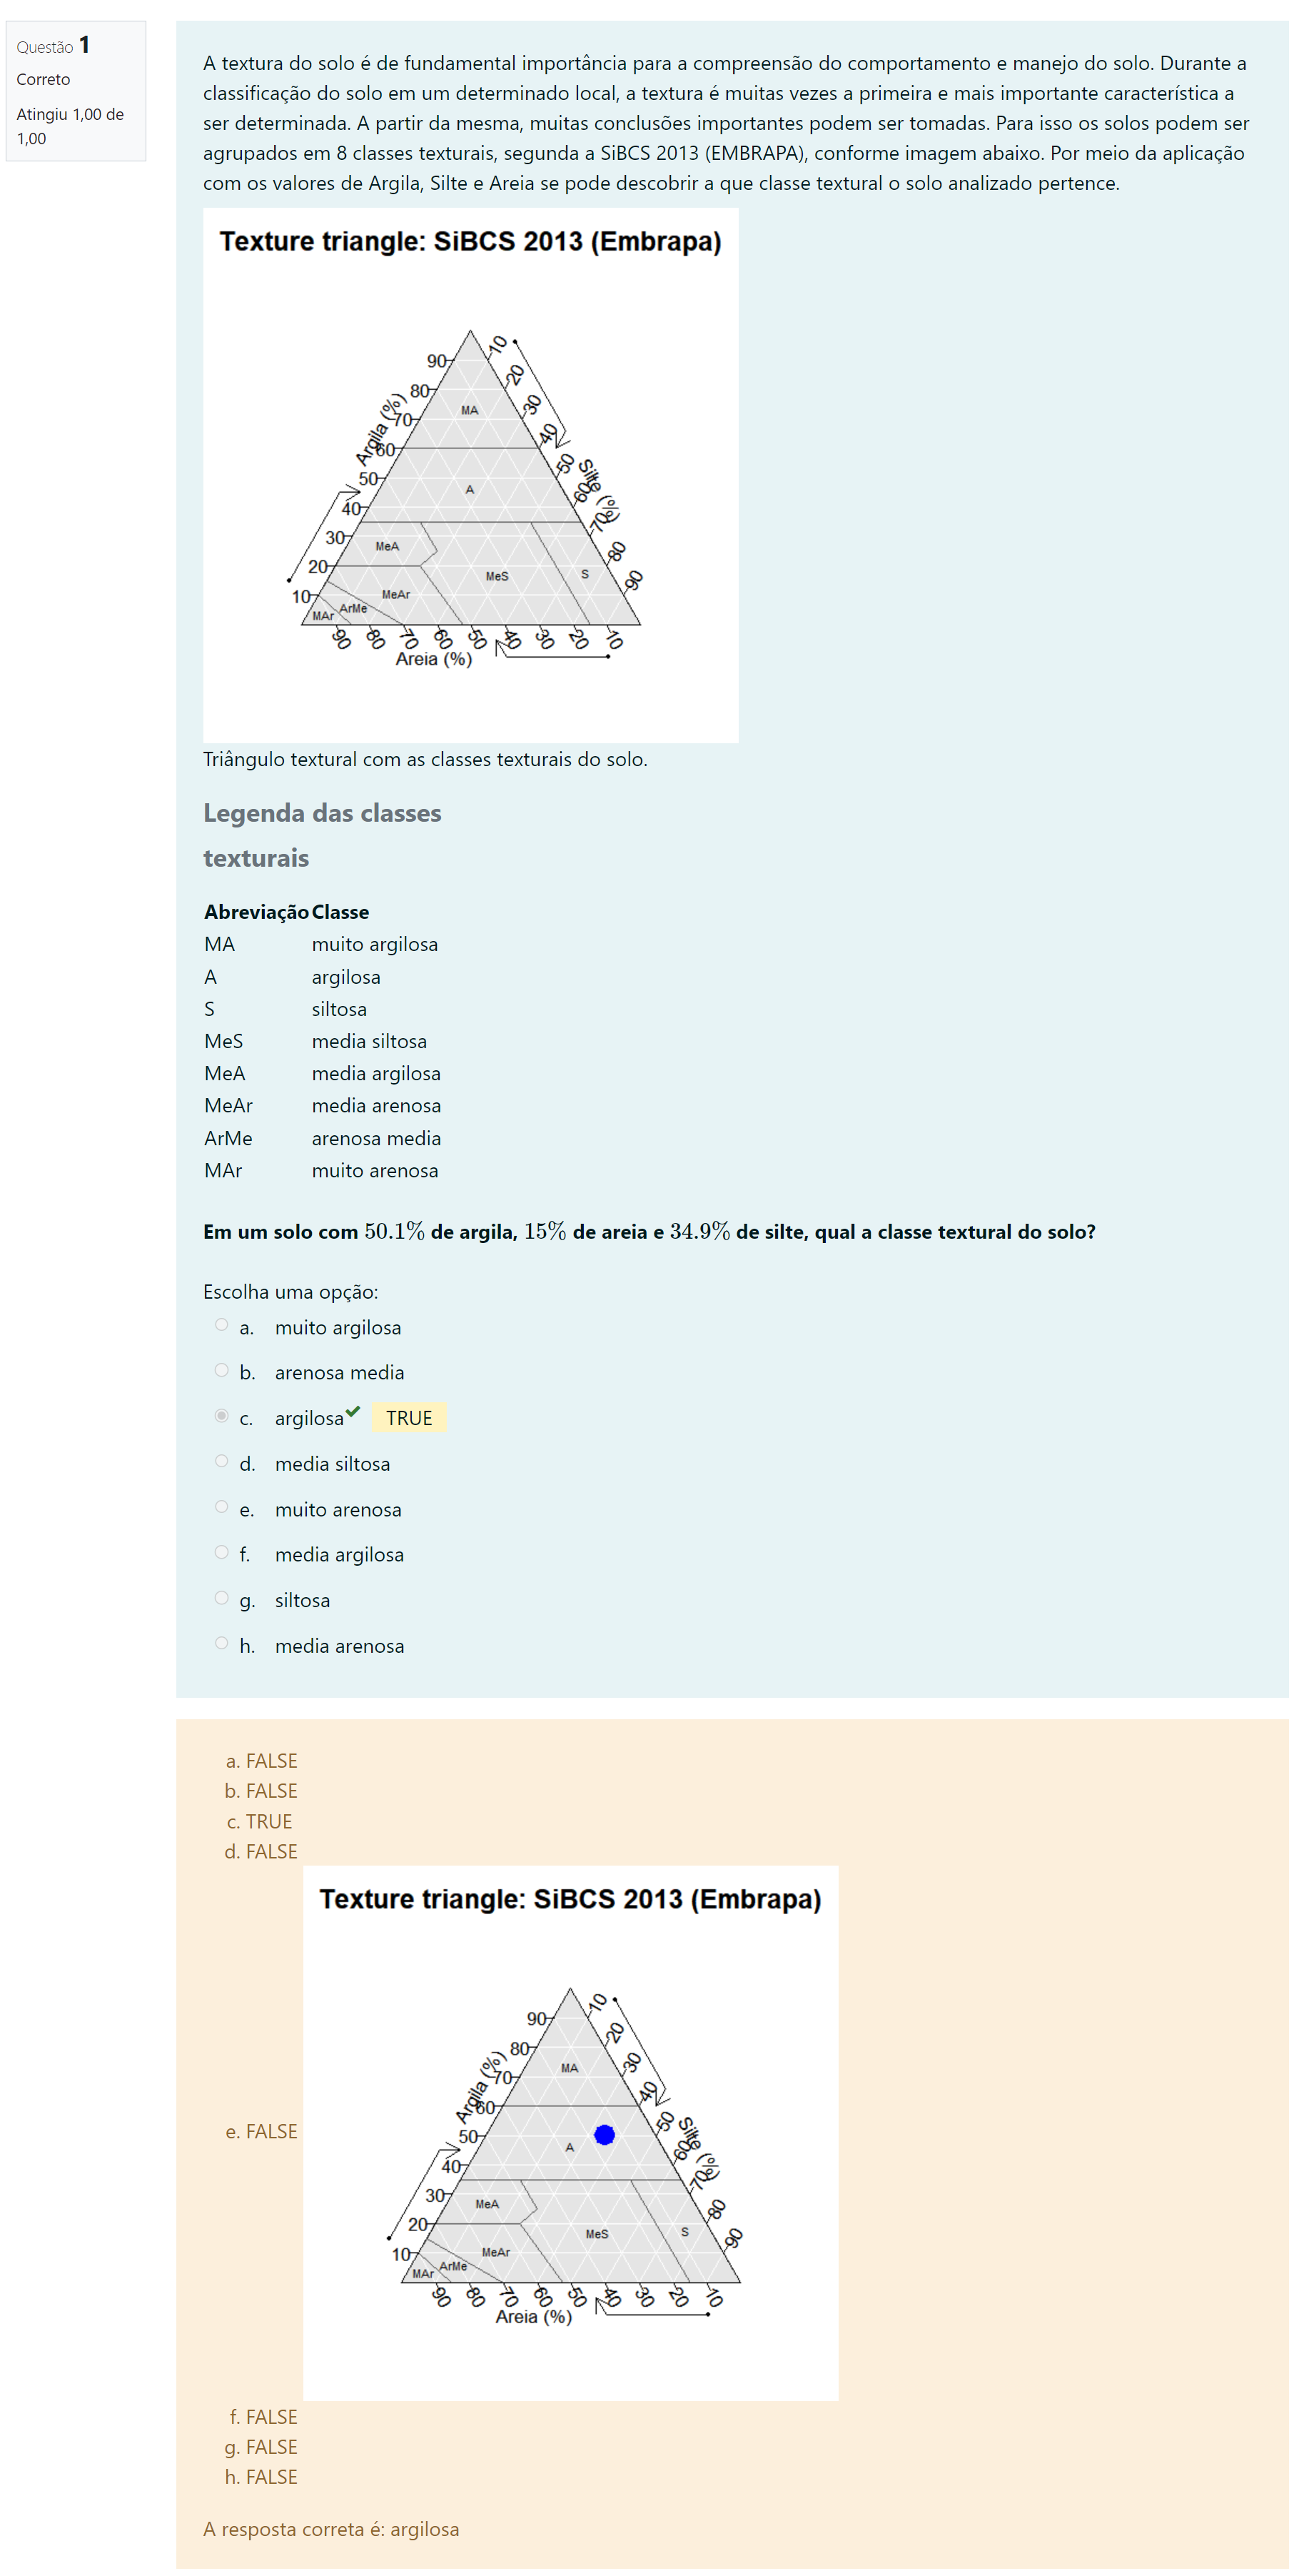 Questão 1
Correto
Atingiu 1,00 de
1,00
A textura do solo é de fundamental importância para a compreensão do comportamento e manejo do solo. Durante a
classificação do solo em um determinado local, a textura é muitas vezes a primeira e mais importante característica a
ser determinada. A partir da mesma, muitas conclusões importantes podem ser tomadas. Para isso os solos podem ser
agrupados em 8 classes texturais, segunda a SiBCS 2013 (EMBRAPA), conforme imagem abaixo. Por meio da aplicação
com os valores de Argila, Silte e Areia se pode descobrir a que classe textural o solo analizado pertence.
Texture triangle: SiBCS 2013 (Embrapa)
90
80
70
60
50
40
30
20
10
Argila (%)
10
20
30
40
50
60
70
80
90
Silte (%)
MA
A
MeA
MeS
S
MeAr
ArMe
MAr
90
80
70
60
50
40
30
20
10
Areia (%)
Triângulo textural com as classes texturais do solo.
Legenda das classes
texturais
Abreviação Classe
MA muito argilosa
A argilosa
S siltosa
MeS media siltosa
MeA media argilosa
MeAr media arenosa
ArMe arenosa media
MAr muito arenosa
Em um solo com 50.1% de argila, 15% de areia e 34.9% de silte, qual a classe textural do solo?
Escolha uma opção:
a. muito argilosa
b. arenosa media
c. argilosa TRUE
d. media siltosa
e. muito arenosa
f. media argilosa
g. siltosa
h. media arenosa
a. FALSE
b. FALSE
c. TRUE
d. FALSE
Texture triangle: SiBCS 2013 (Embrapa)
90
80
70
60
50
40
30
20
10
Argila (%)
10
20
30
40
50
60
70
80
90
Silte (%)
MA
A
MeA
MeS
S
MeAr
ArMe
MAr
90
80
70
60
50
40
30
20
10
Areia (%)
e. FALSE
f. FALSE
g. FALSE
h. FALSE
A resposta correta é: argilosa